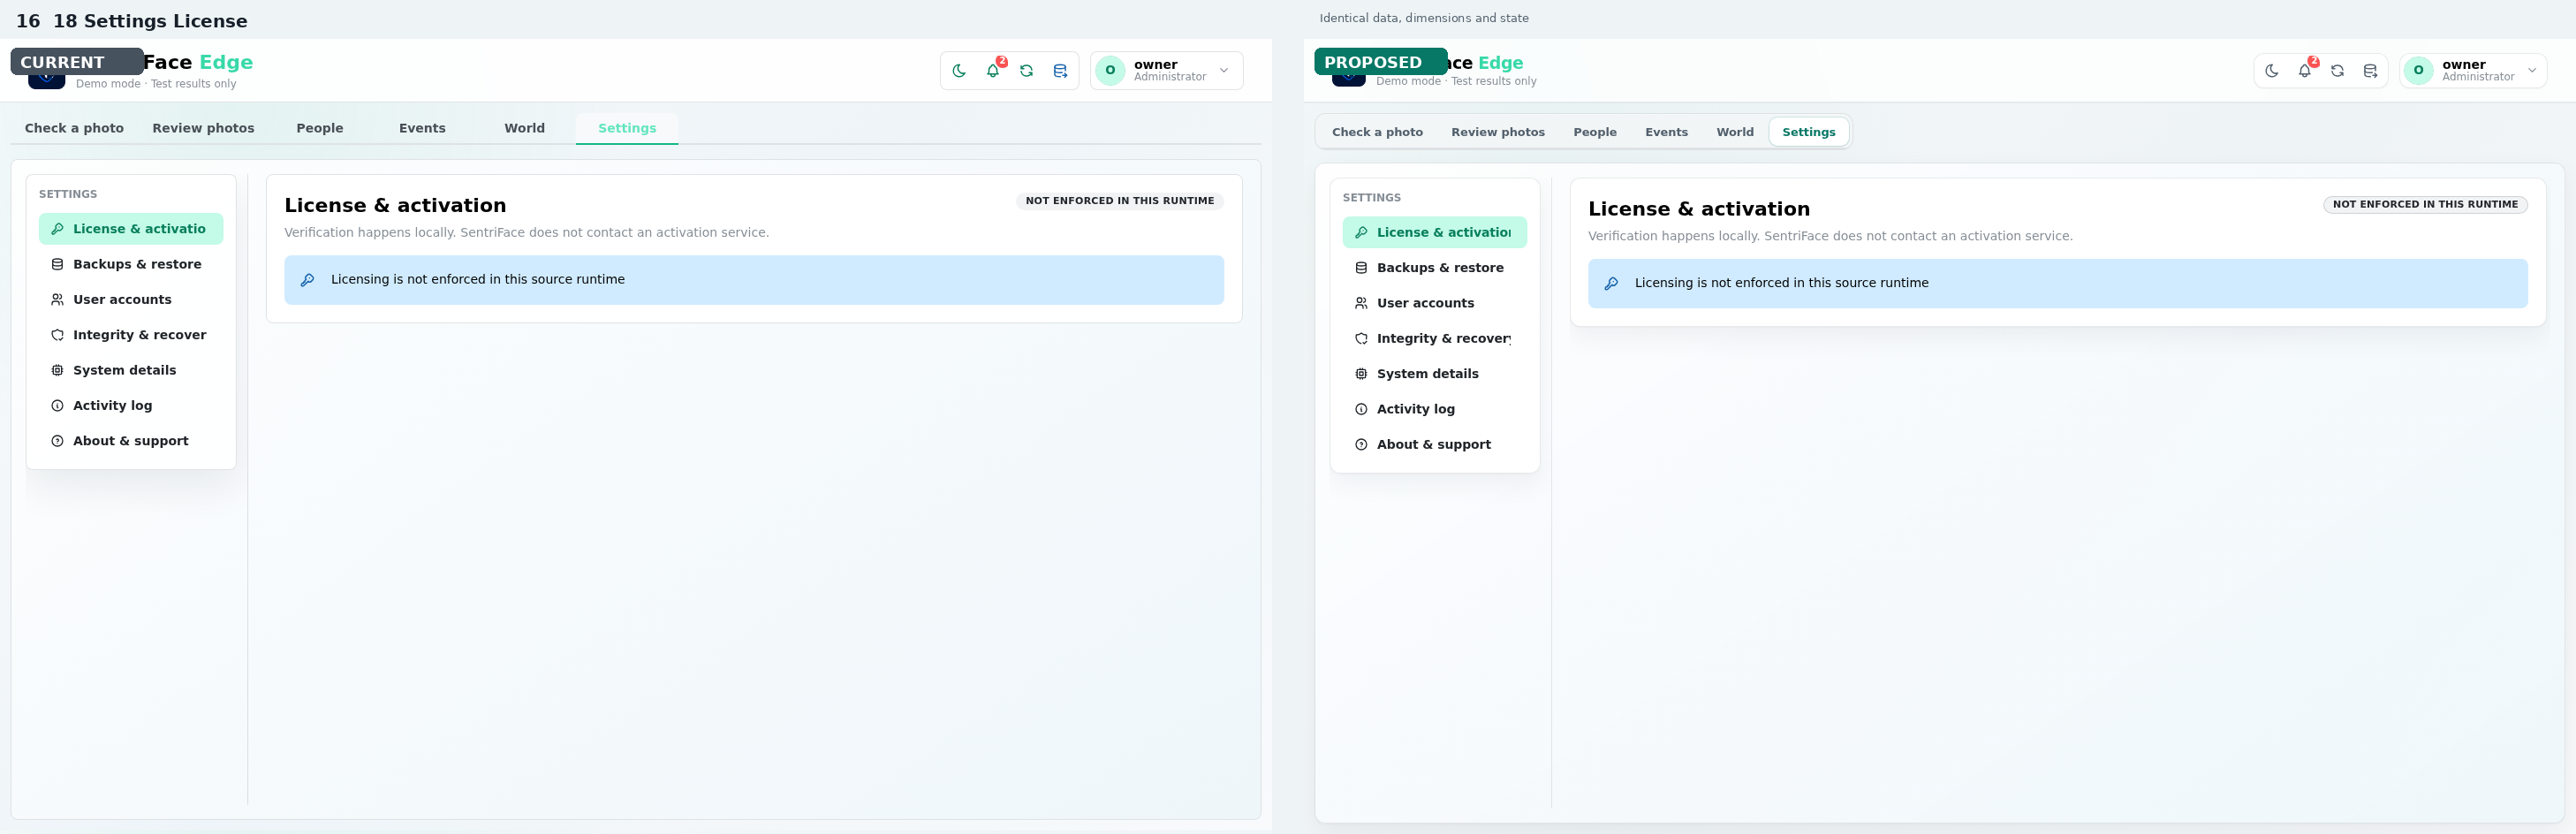 16 18 Settings License
CURRENT
Face Edge
Demo mode · Test results only
2
O
owner
Administrator
Check a photo
Review photos
People
Events
World
Settings
SETTINGS
License & activatio
Backups & restore
User accounts
Integrity & recover
System details
Activity log
About & support
License & activation
NOT ENFORCED IN THIS RUNTIME
Verification happens locally. SentriFace does not contact an activation service.
Licensing is not enforced in this source runtime
Identical data, dimensions and state
PROPOSED
ace Edge
Demo mode · Test results only
2
O
owner
Administrator
Check a photo
Review photos
People
Events
World
Settings
SETTINGS
License & activation
Backups & restore
User accounts
Integrity & recovery
System details
Activity log
About & support
License & activation
NOT ENFORCED IN THIS RUNTIME
Verification happens locally. SentriFace does not contact an activation service.
Licensing is not enforced in this source runtime